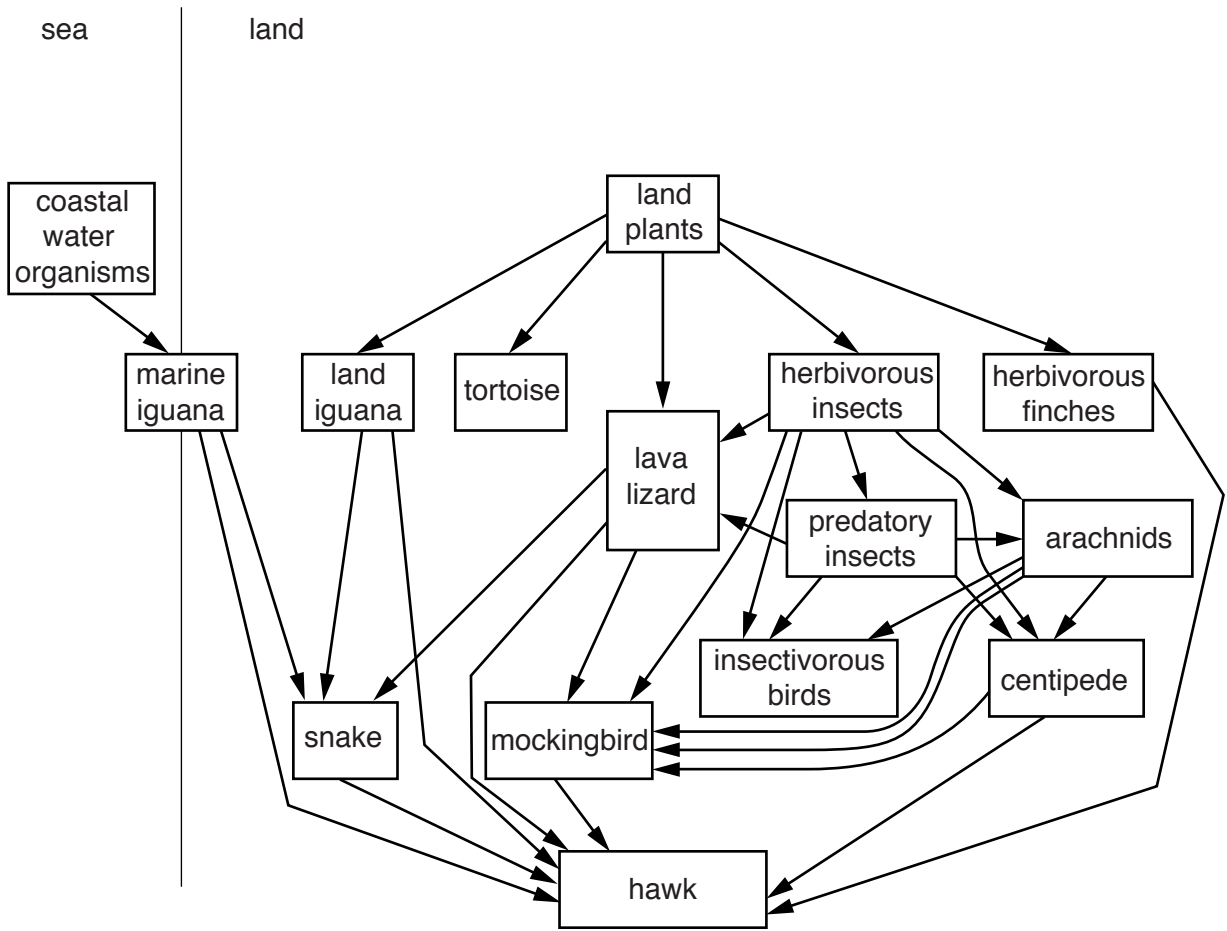 sea
land
coastal
water
organisms
land
plants
marine
iguana
land
iguana
tortoise
lava
lizard
herbivorous
insects
herbivorous
finches
predatory
insects
arachnids
insectivorous
birds
centipede
snake
mockingbird
hawk